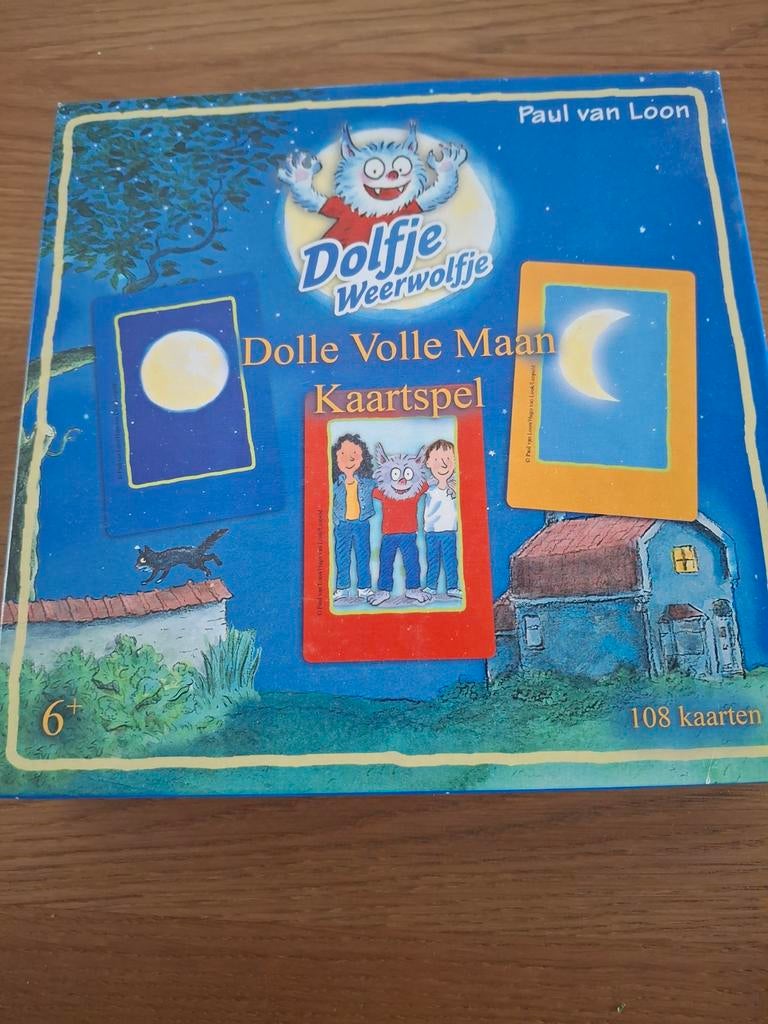 Paul van Loon
Dolfje
Weerwolfje
Dolle Volle Maan
Kaartspel
6+
108 kaarten